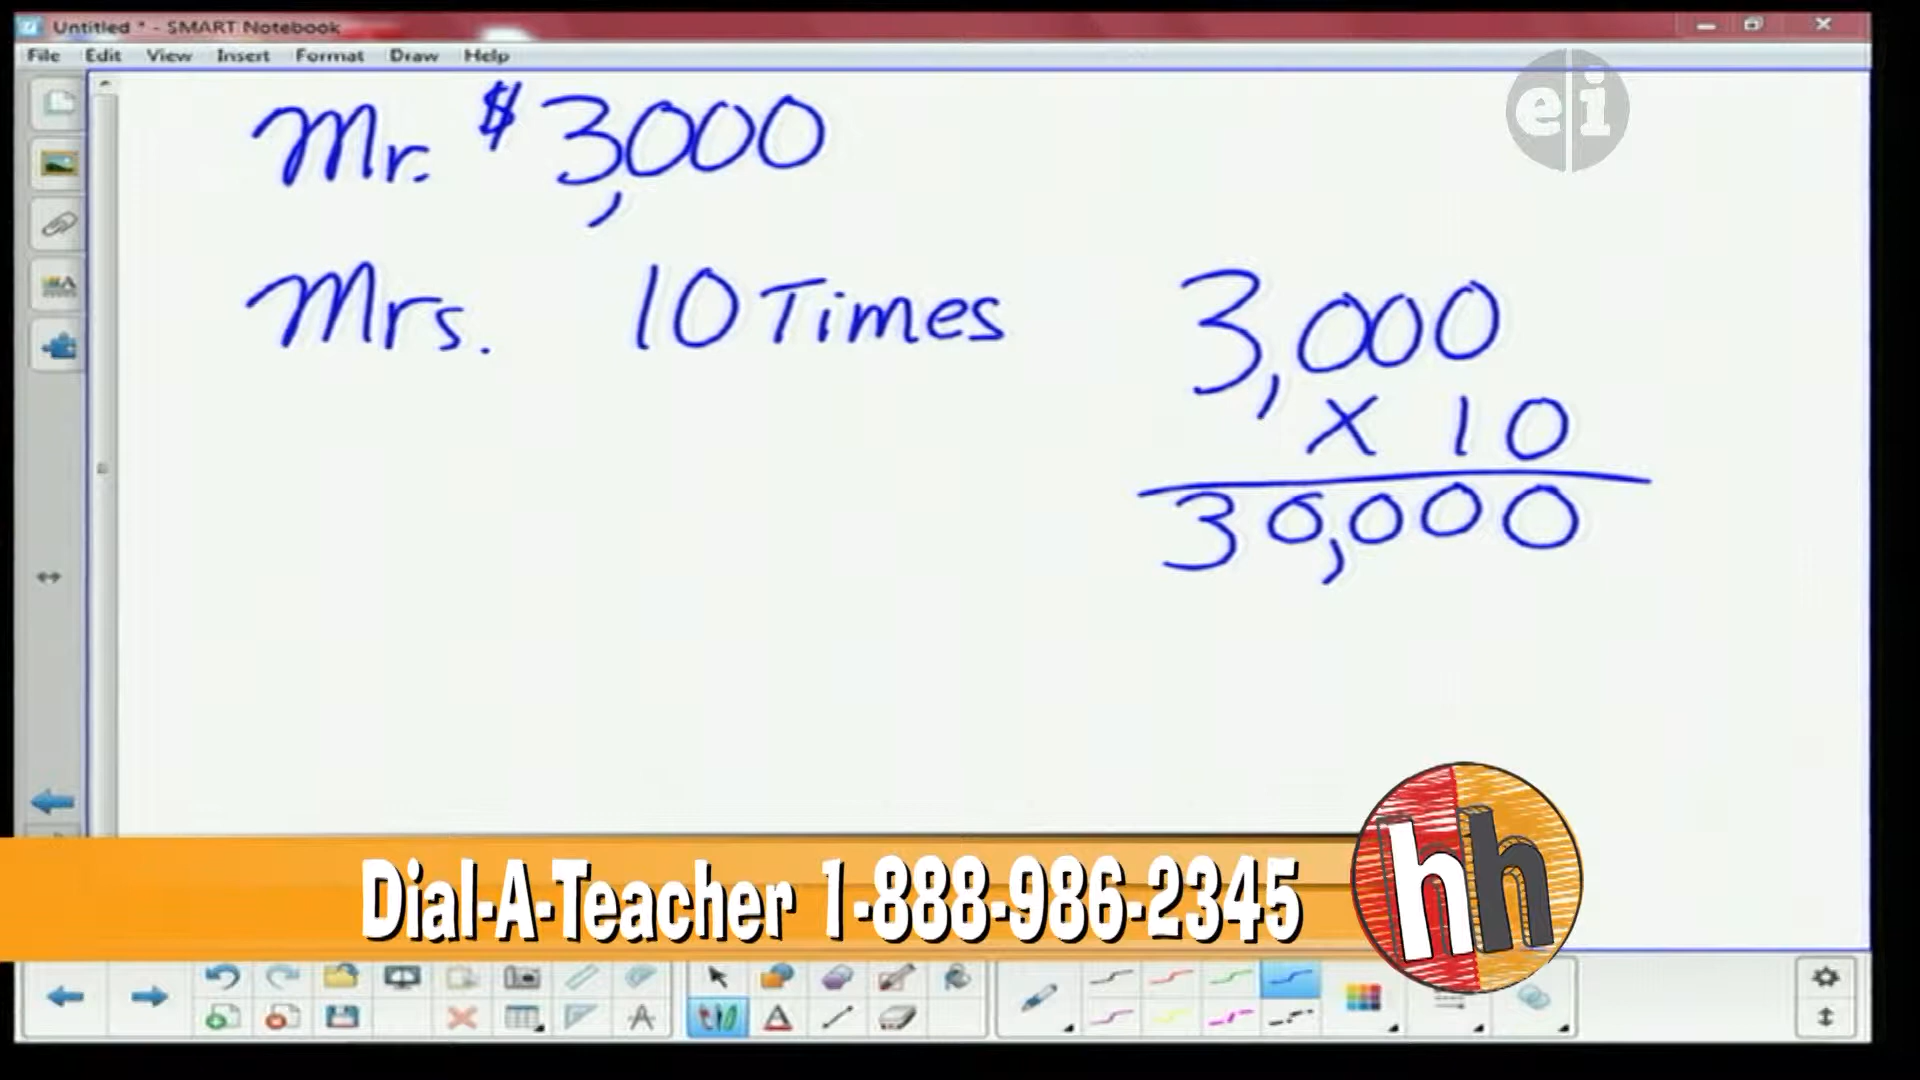 Untitled * - SMART Notebook
File Edit View Insert Format Draw Help
ei
Mr. $3,000
Mrs. 10 Times
3,000
x 10
30,000
Dial-A-Teacher 1-888-986-2345
hh